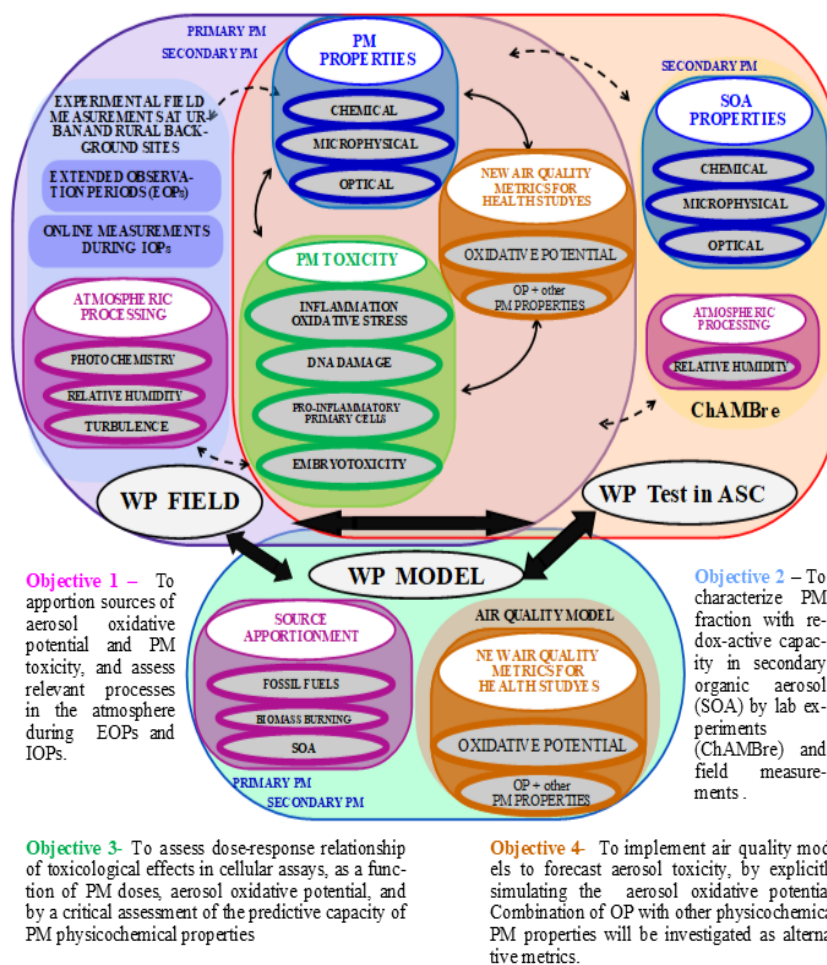 PRIMARY PM
SECONDARY PM
PM
PROPERTIES
CHEMICAL
MICROPHYSICAL
OPTICAL
SECONDARY PM
SOA
PROPERTIES
CHEMICAL
MICROPHYSICAL
OPTICAL
EXPERIMENTAL FIELD
MEASUREMENTS AT UR-
BAN AND RURAL BACK-
GROUND SITES
EXTENDED OBSERVA-
TION PERIODS (EOPs)
ONLINE MEASUREMENTS
DURING IOPs
NEW AIR QUALITY
METRICS FOR
HEALTH STUDYES
OXIDATIVE POTENTIAL
OP + other
PM PROPERTIES
PM TOXICITY
INFLAMMATION
OXIDATIVE STRESS
DNA DAMAGE
PRO-INFLAMMATORY
PRIMARY CELLS
EMBRYOTOXICITY
ATMOSPHERIC
PROCESSING
PHOTOCHEMISTRY
RELATIVE HUMIDITY
TURBULENCE
ATMOSPHERIC
PROCESSING
RELATIVE HUMIDITY
ChAMBre
WP FIELD
WP Test in ASC
WP MODEL
Objective 1 – To
apportion sources of
aerosol oxidative
potential and PM
toxicity, and assess
relevant processes
in the atmosphere
during EOPs and
IOPs.
SOURCE
APPORTIONMENT
FOSSIL FUELS
BIOMASS BURNING
SOA
PRIMARY PM
SECONDARY PM
AIR QUALITY MODEL
NEW AIR QUALITY
METRICS FOR
HEALTH STUDYES
OXIDATIVE POTENTIAL
OP + other
PM PROPERTIES
Objective 2 – To
characterize PM
fraction with re-
dox-active capac-
ity in secondary
organic aerosol
(SOA) by lab ex-
periments
(ChAMBre) and
field measure-
ments .
Objective 3- To assess dose-response relationship
of toxicological effects in cellular assays, as a func-
tion of PM doses, aerosol oxidative potential, and
by a critical assessment of the predictive capacity of
PM physicochemical properties
Objective 4- To implement air quality mod
els to forecast aerosol toxicity, by explicitl
simulating the aerosol oxidative potentia
Combination of OP with other physicochemica
PM properties will be investigated as alterna
tive metrics.